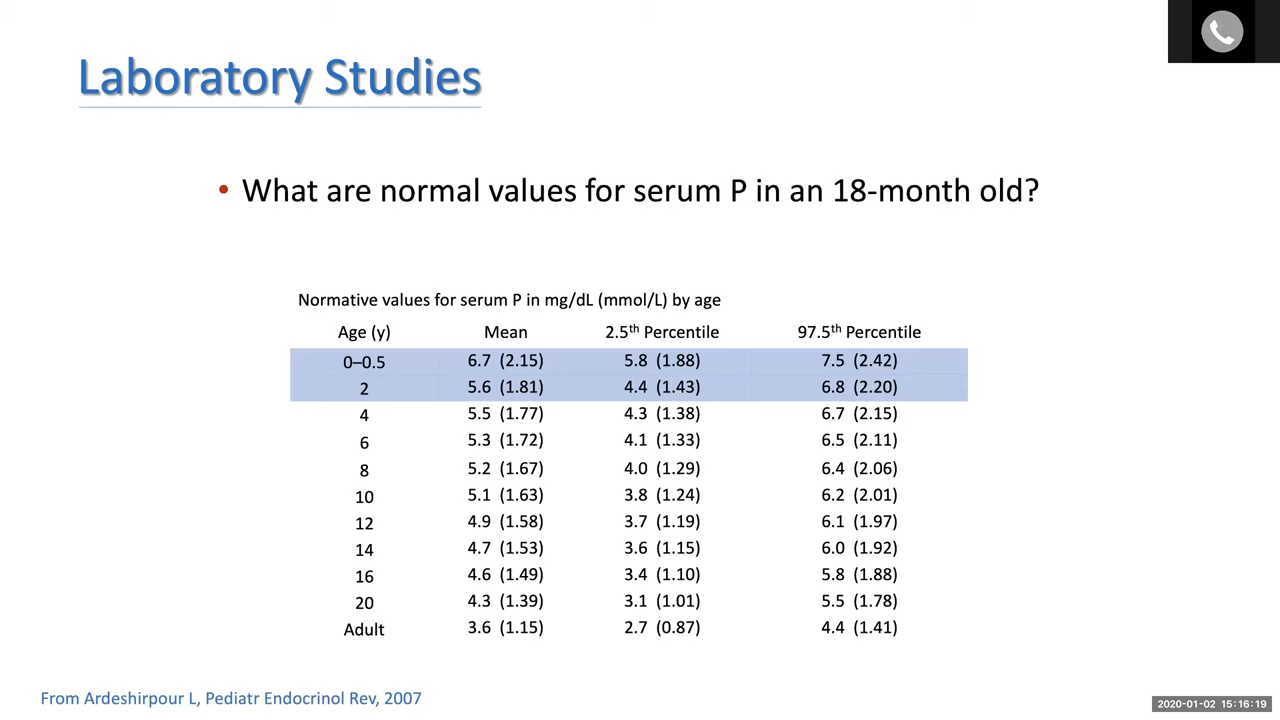 Laboratory Studies
• What are normal values for serum P in an 18-month old?
Normative values for serum P in mg/dL (mmol/L) by age
Age (y) Mean 2.5th Percentile 97.5th Percentile
0–0.5 6.7 (2.15) 5.8 (1.88) 7.5 (2.42)
2 5.6 (1.81) 4.4 (1.43) 6.8 (2.20)
4 5.5 (1.77) 4.3 (1.38) 6.7 (2.15)
6 5.3 (1.72) 4.1 (1.33) 6.5 (2.11)
8 5.2 (1.67) 4.0 (1.29) 6.4 (2.06)
10 5.1 (1.63) 3.8 (1.24) 6.2 (2.01)
12 4.9 (1.58) 3.7 (1.19) 6.1 (1.97)
14 4.7 (1.53) 3.6 (1.15) 6.0 (1.92)
16 4.6 (1.49) 3.4 (1.10) 5.8 (1.88)
20 4.3 (1.39) 3.1 (1.01) 5.5 (1.78)
Adult 3.6 (1.15) 2.7 (0.87) 4.4 (1.41)
From Ardeshirpour L, Pediatr Endocrinol Rev, 2007
2020-01-02 15:16:19